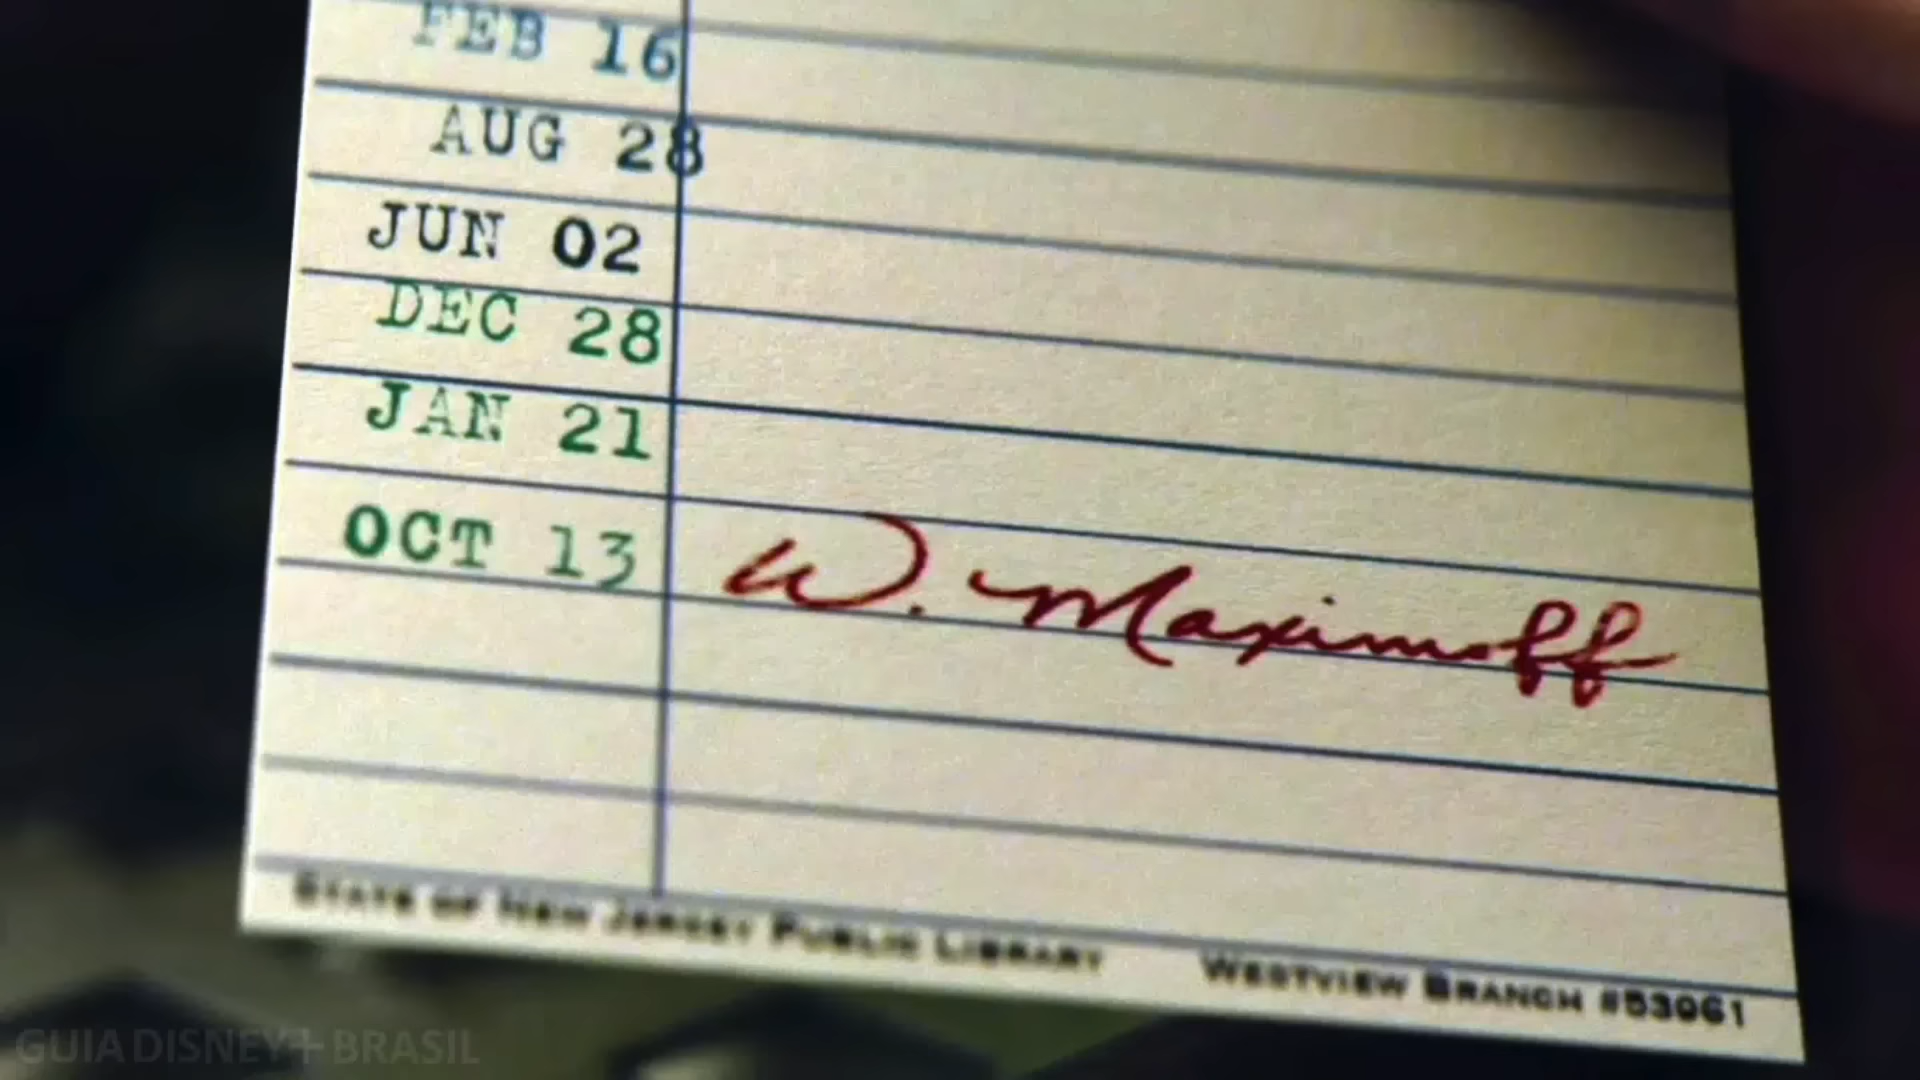 FEB 16
AUG 28
JUN 02
DEC 28
JAN 21
OCT 13 W. Maximoff
STATE OF NEW JERSEY PUBLIC LIBRARY WESTVIEW BRANCH #53961
GUIA DISNEY+ BRASIL